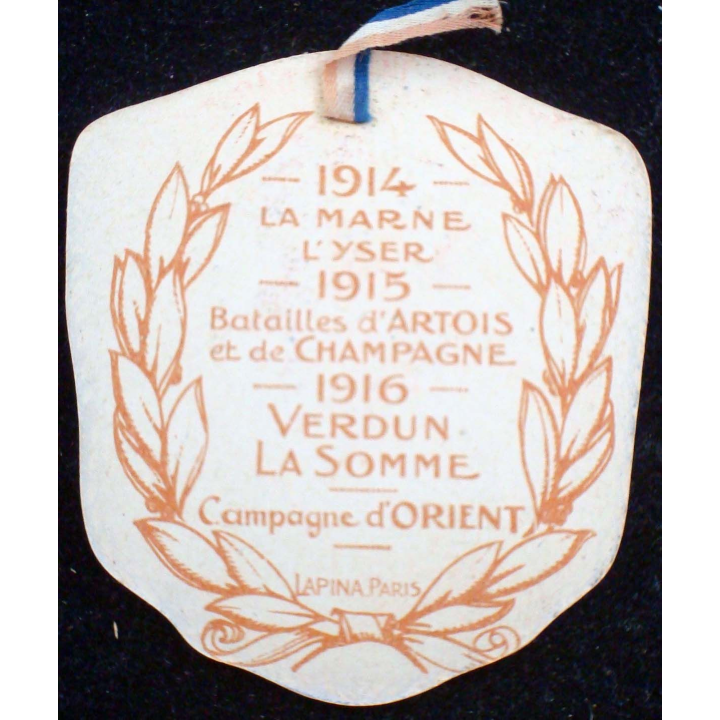 — 1914 —
LA MARNE
L'YSER
— 1915 —
Batailles d'ARTOIS
et de CHAMPAGNE
— 1916 —
VERDUN.
LA SOMME
Campagne d'ORIENT
LAPINA PARIS